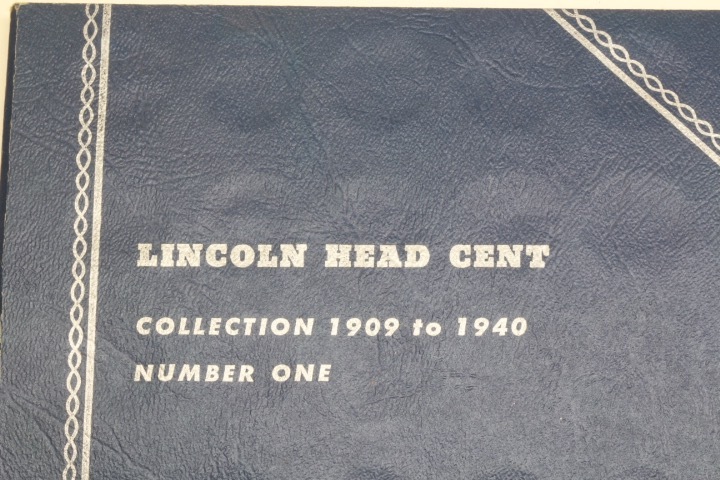 LINCOLN HEAD CENT
COLLECTION 1909 to 1940
NUMBER ONE